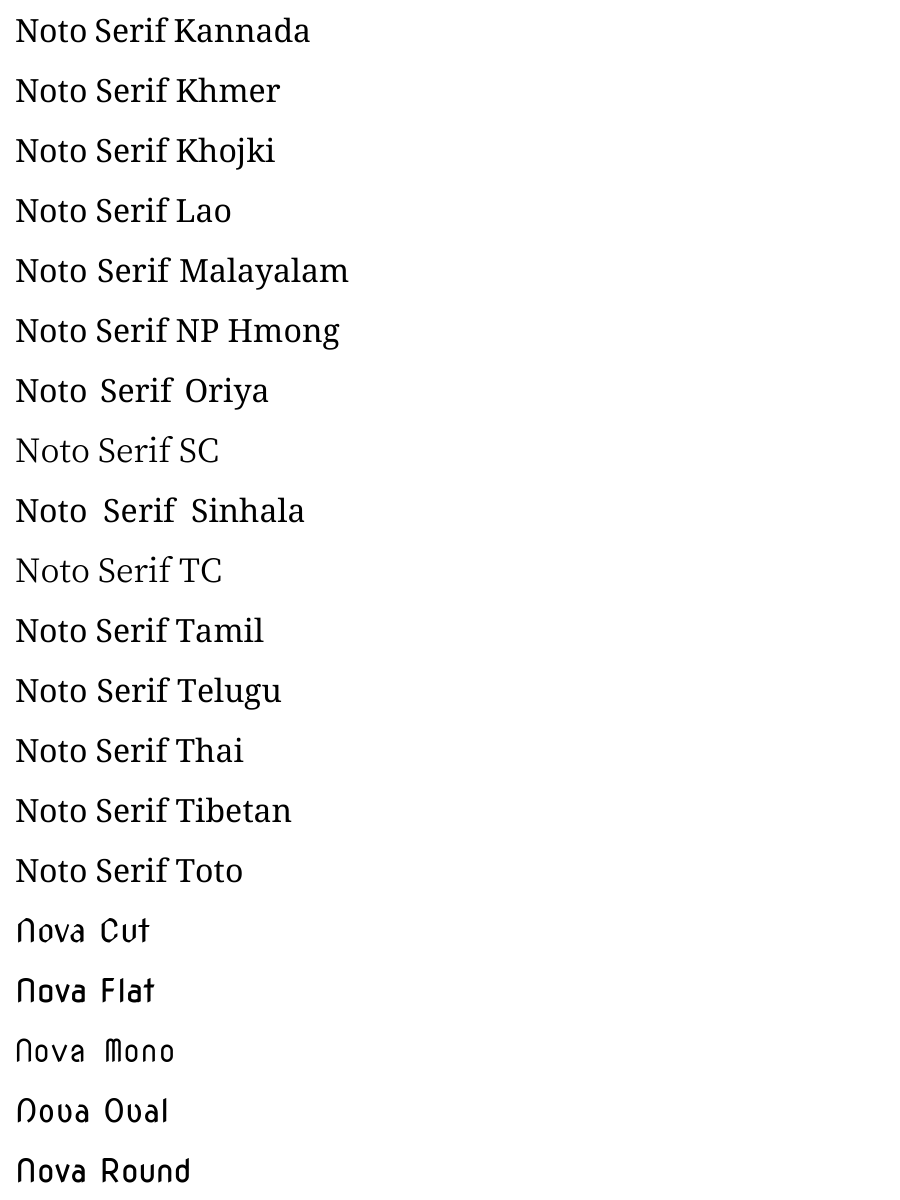 Noto Serif Kannada
Noto Serif Khmer
Noto Serif Khojki
Noto Serif Lao
Noto Serif Malayalam
Noto Serif NP Hmong
Noto Serif Oriya
Noto Serif SC
Noto Serif Sinhala
Noto Serif TC
Noto Serif Tamil
Noto Serif Telugu
Noto Serif Thai
Noto Serif Tibetan
Noto Serif Toto
Nova Cut
Nova Flat
Nova Mono
Nova Oval
Nova Round